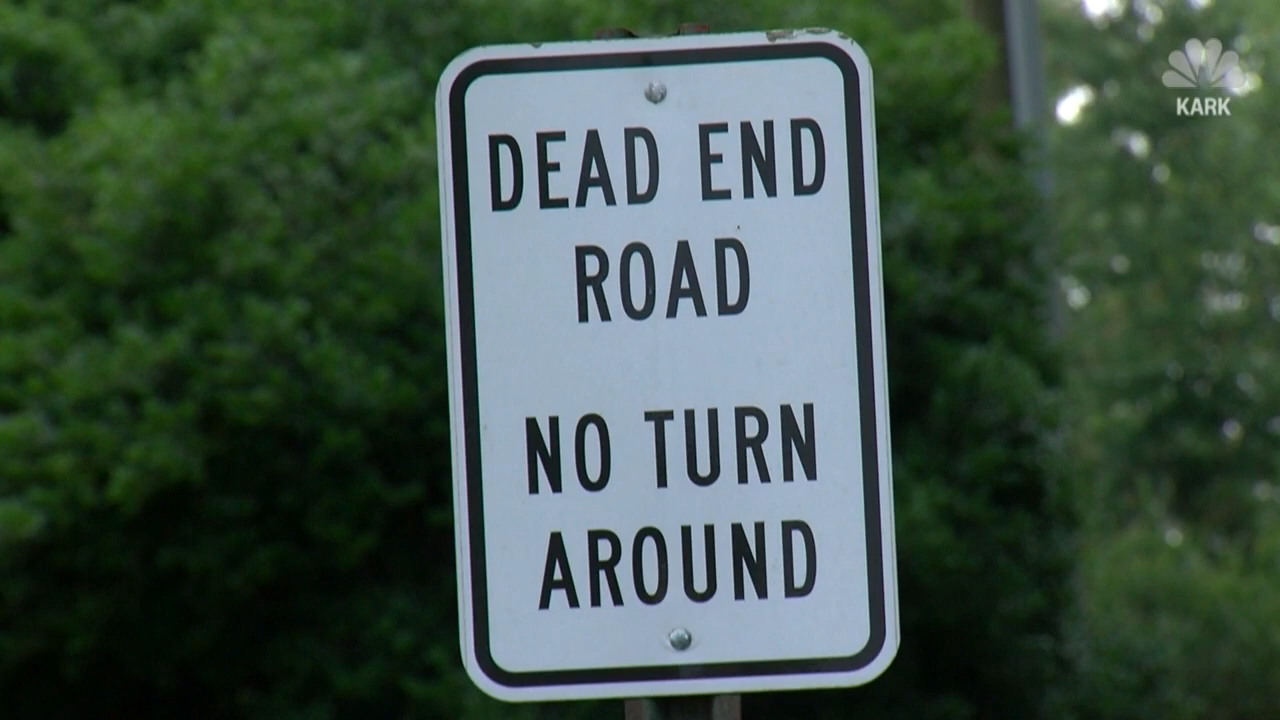 DEAD END
ROAD
NO TURN
AROUND
KARK